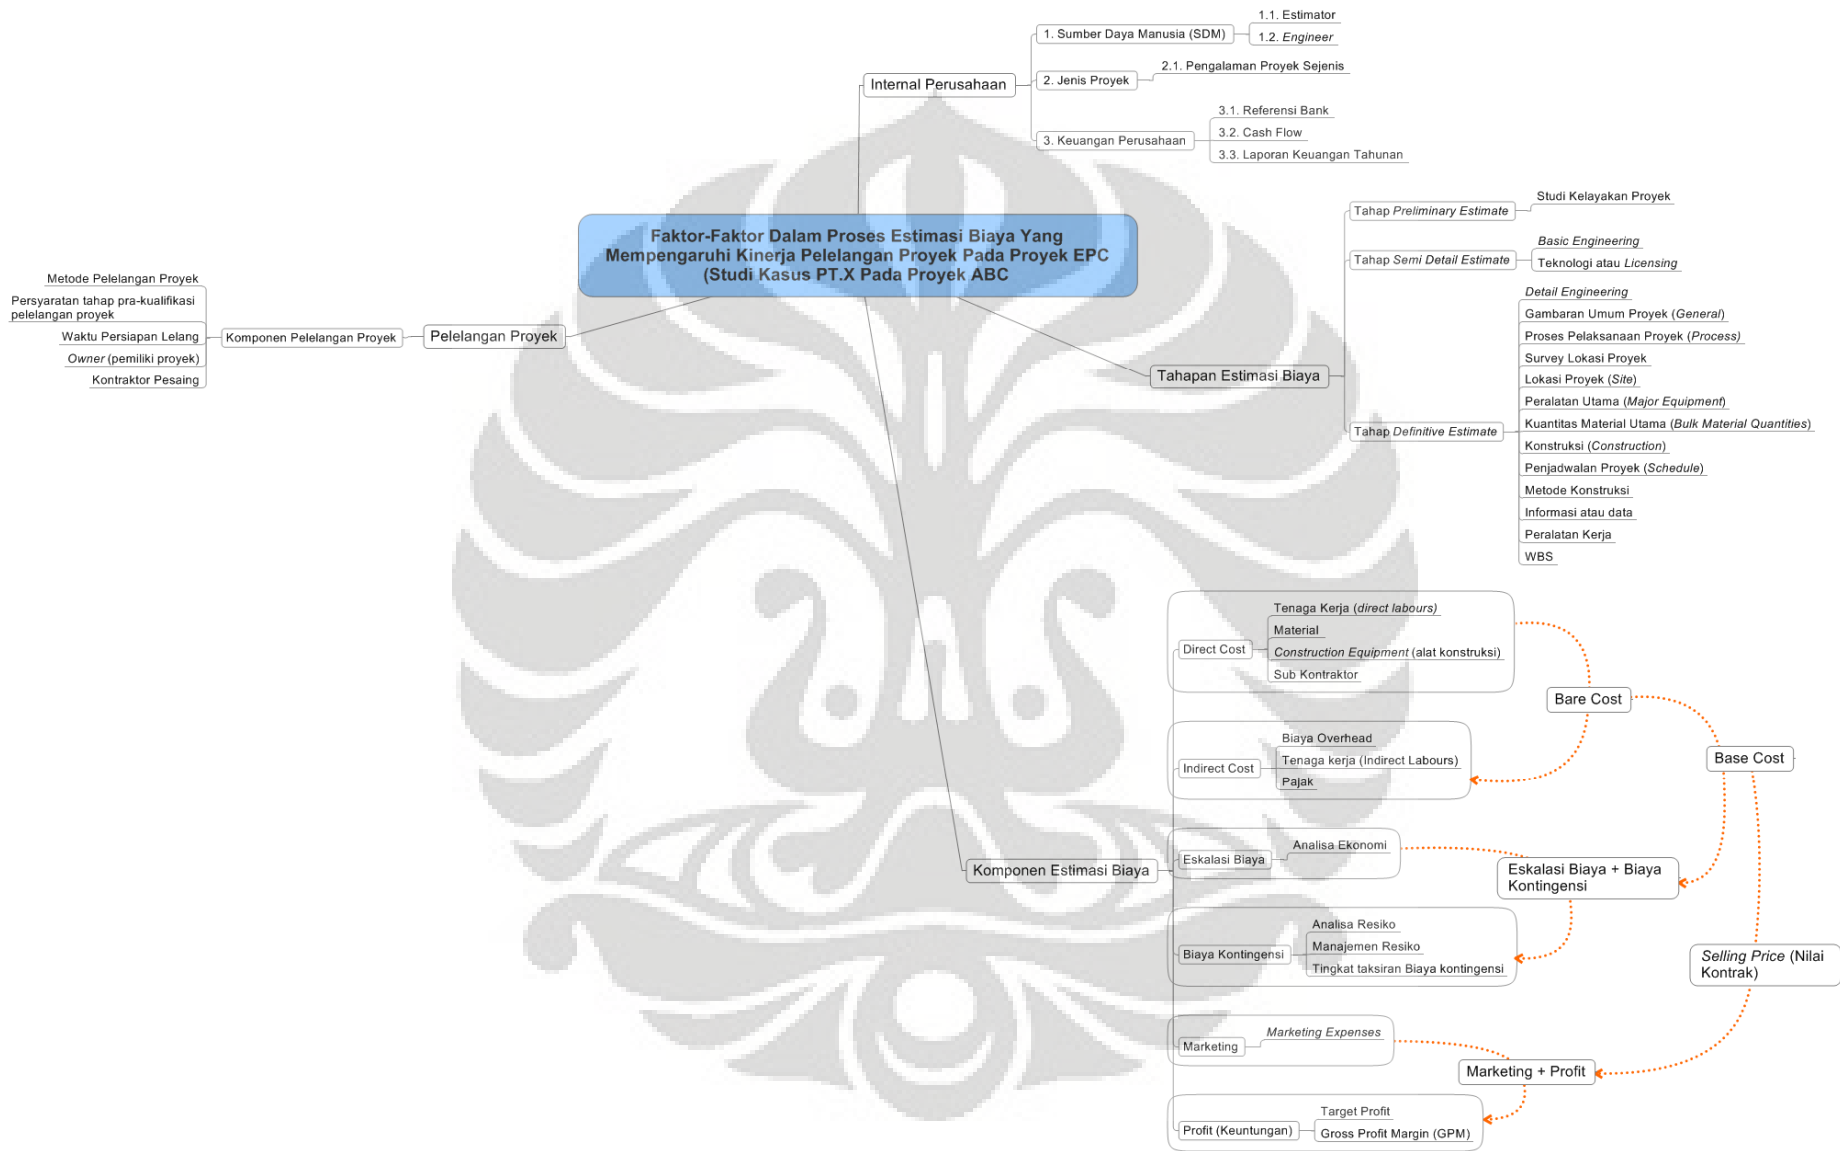 1.1. Estimator
1. Sumber Daya Manusia (SDM)
1.2. Engineer
Internal Perusahaan
2. Jenis Proyek
2.1. Pengalaman Proyek Sejenis
3.1. Referensi Bank
3. Keuangan Perusahaan
3.2. Cash Flow
3.3. Laporan Keuangan Tahunan
Faktor-Faktor Dalam Proses Estimasi Biaya Yang
Mempengaruhi Kinerja Pelelangan Proyek Pada Proyek EPC
(Studi Kasus PT.X Pada Proyek ABC
Metode Pelelangan Proyek
Persyaratan tahap pra-kualifikasi
pelelangan proyek
Waktu Persiapan Lelang
Owner (pemiliki proyek)
Kontraktor Pesaing
Komponen Pelelangan Proyek
Pelelangan Proyek
Tahapan Estimasi Biaya
Tahap Preliminary Estimate
Studi Kelayakan Proyek
Tahap Semi Detail Estimate
Basic Engineering
Teknologi atau Licensing
Tahap Definitive Estimate
Detail Engineering
Gambaran Umum Proyek (General)
Proses Pelaksanaan Proyek (Process)
Survey Lokasi Proyek
Lokasi Proyek (Site)
Peralatan Utama (Major Equipment)
Kuantitas Material Utama (Bulk Material Quantities)
Konstruksi (Construction)
Penjadwalan Proyek (Schedule)
Metode Konstruksi
Informasi atau data
Peralatan Kerja
WBS
Komponen Estimasi Biaya
Direct Cost
Tenaga Kerja (direct labours)
Material
Construction Equipment (alat konstruksi)
Sub Kontraktor
Bare Cost
Indirect Cost
Biaya Overhead
Tenaga kerja (Indirect Labours)
Pajak
Base Cost
Eskalasi Biaya
Analisa Ekonomi
Eskalasi Biaya + Biaya
Kontingensi
Biaya Kontingensi
Analisa Resiko
Manajemen Resiko
Tingkat taksiran Biaya kontingensi
Selling Price (Nilai
Kontrak)
Marketing
Marketing Expenses
Marketing + Profit
Profit (Keuntungan)
Target Profit
Gross Profit Margin (GPM)